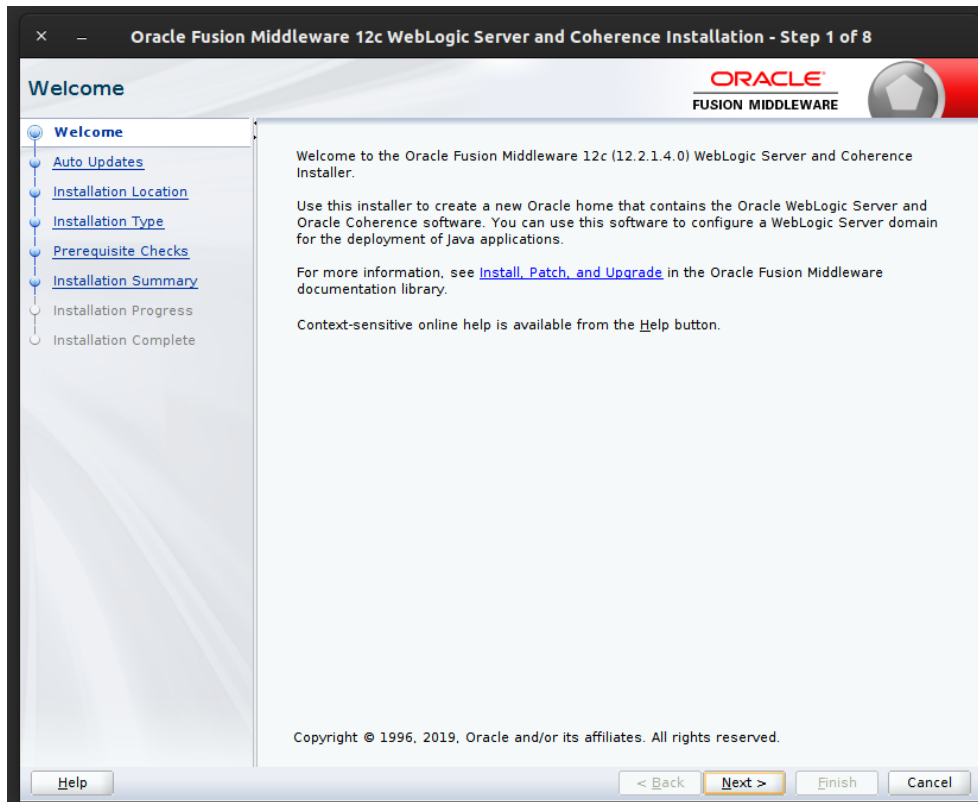 Oracle Fusion Middleware 12c WebLogic Server and Coherence Installation - Step 1 of 8
Welcome
ORACLE
FUSION MIDDLEWARE
Welcome
Auto Updates
Installation Location
Installation Type
Prerequisite Checks
Installation Summary
Installation Progress
Installation Complete
Welcome to the Oracle Fusion Middleware 12c (12.2.1.4.0) WebLogic Server and Coherence
Installer.
Use this installer to create a new Oracle home that contains the Oracle WebLogic Server and
Oracle Coherence software. You can use this software to configure a WebLogic Server domain
for the deployment of Java applications.
For more information, see Install, Patch, and Upgrade in the Oracle Fusion Middleware
documentation library.
Context-sensitive online help is available from the Help button.
Copyright © 1996, 2019, Oracle and/or its affiliates. All rights reserved.
Help
< Back
Next >
Finish
Cancel